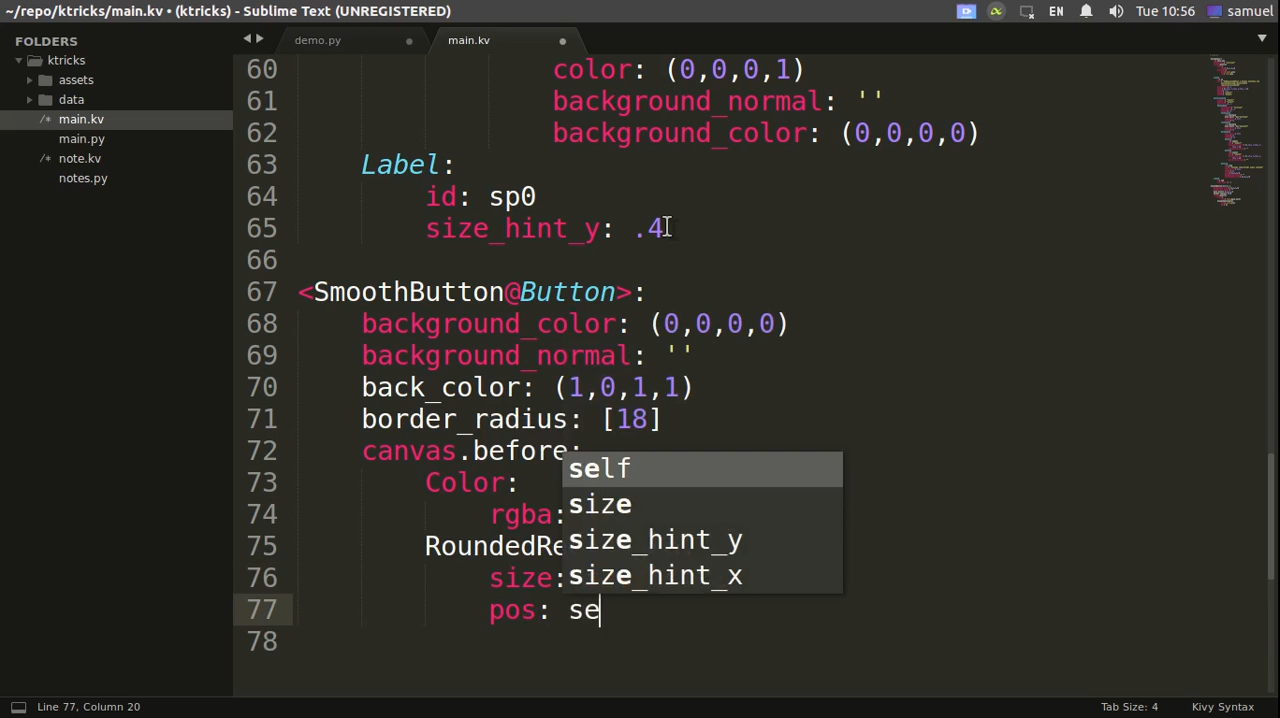 ~/repo/ktricks/main.kv • (ktricks) - Sublime Text (UNREGISTERED)
EN
Tue 10:56
samuel
FOLDERS
ktricks
assets
data
/* main.kv
main.py
/* note.kv
notes.py
demo.py
main.kv
60 color: (0,0,0,1)
61 background_normal: ''
62 background_color: (0,0,0,0)
63 Label:
64 id: sp0
65 size_hint_y: .4
66
67 <SmoothButton@Button>:
68 background_color: (0,0,0,0)
69 background_normal: ''
70 back_color: (1,0,1,1)
71 border_radius: [18]
72 canvas.before:
73 Color:
74 rgba:
75 RoundedRe
76 size:
77 pos: se
78
self
size
size_hint_y
size_hint_x
Line 77, Column 20
Tab Size: 4
Kivy Syntax